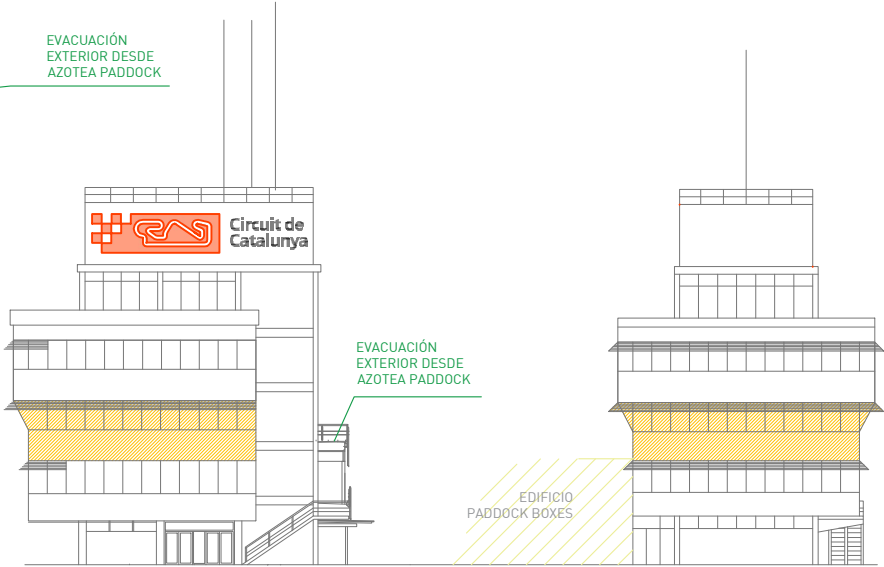 EVACUACIÓN
EXTERIOR DESDE
AZOTEA PADDOCK
Circuit de
Catalunya
EVACUACIÓN
EXTERIOR DESDE
AZOTEA PADDOCK
EDIFICIO
PADDOCK BOXES